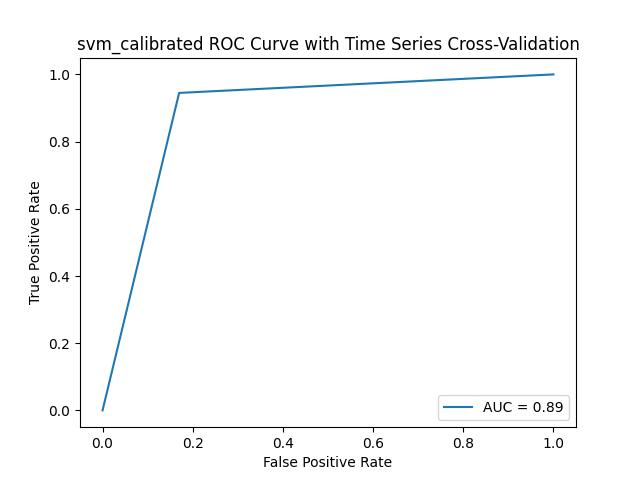 svm_calibrated ROC Curve with Time Series Cross-Validation
1.0
0.8
0.6
0.4
0.2
0.0
True Positive Rate
AUC = 0.89
0.0 0.2 0.4 0.6 0.8 1.0
False Positive Rate